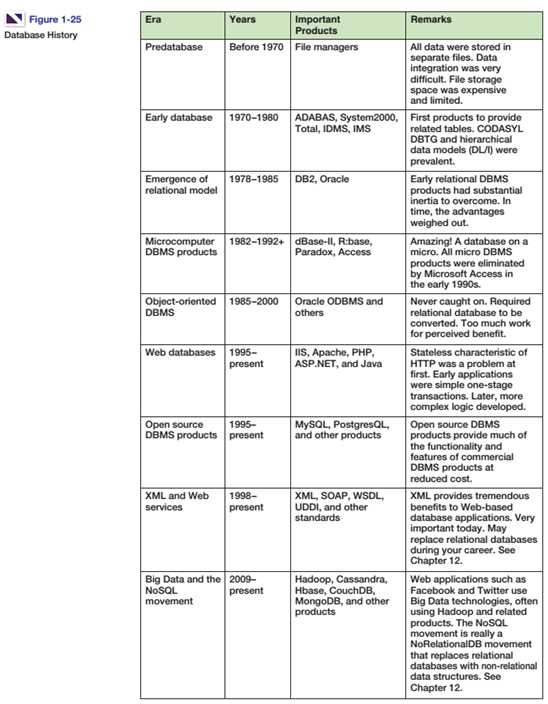 Figure 1-25
Database History
Era
Years
Important
Products
Remarks
Predatabase
Before 1970
File managers
All data were stored in
separate files. Data
integration was very
difficult. File storage
space was expensive
and limited.
Early database
1970–1980
ADABAS, System2000,
Total, IDMS, IMS
First products to provide
related tables. CODASYL
DBTG and hierarchical
data models (DL/I) were
prevalent.
Emergence of
relational model
1978–1985
DB2, Oracle
Early relational DBMS
products had substantial
inertia to overcome. In
time, the advantages
weighed out.
Microcomputer
DBMS products
1982–1992+
dBase-II, R:base,
Paradox, Access
Amazing! A database on a
micro. All micro DBMS
products were eliminated
by Microsoft Access in
the early 1990s.
Object-oriented
DBMS
1985–2000
Oracle ODBMS and
others
Never caught on. Required
relational database to be
converted. Too much work
for perceived benefit.
Web databases
1995–
present
IIS, Apache, PHP,
ASP.NET, and Java
Stateless characteristic of
HTTP was a problem at
first. Early applications
were simple one-stage
transactions. Later, more
complex logic developed.
Open source
DBMS products
1995–
present
MySQL, PostgresQL,
and other products
Open source DBMS
products provide much of
the functionality and
features of commercial
DBMS products at
reduced cost.
XML and Web
services
1998–
present
XML, SOAP, WSDL,
UDDI, and other
standards
XML provides tremendous
benefits to Web-based
database applications. Very
important today. May
replace relational databases
during your career. See
Chapter 12.
Big Data and the
NoSQL
movement
2009–
present
Hadoop, Cassandra,
Hbase, CouchDB,
MongoDB, and other
products
Web applications such as
Facebook and Twitter use
Big Data technologies, often
using Hadoop and related
products. The NoSQL
movement is really a
NoRelationalDB movement
that replaces relational
databases with non-relational
data structures. See
Chapter 12.